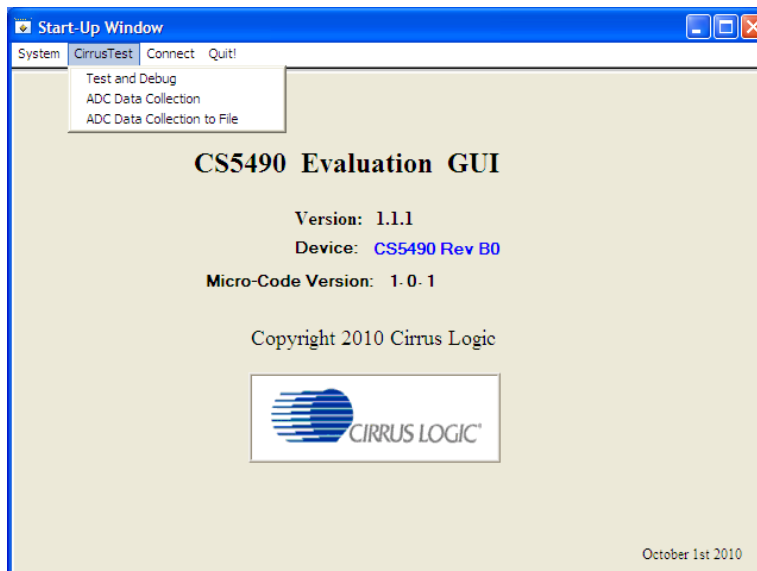 Start-Up Window
System CirrusTest Connect Quit!
Test and Debug
ADC Data Collection
ADC Data Collection to File
CS5490 Evaluation GUI
Version: 1.1.1
Device: CS5490 Rev B0
Micro-Code Version: 1- 0- 1
Copyright 2010 Cirrus Logic
CIRRUS LOGIC®
October 1st 2010